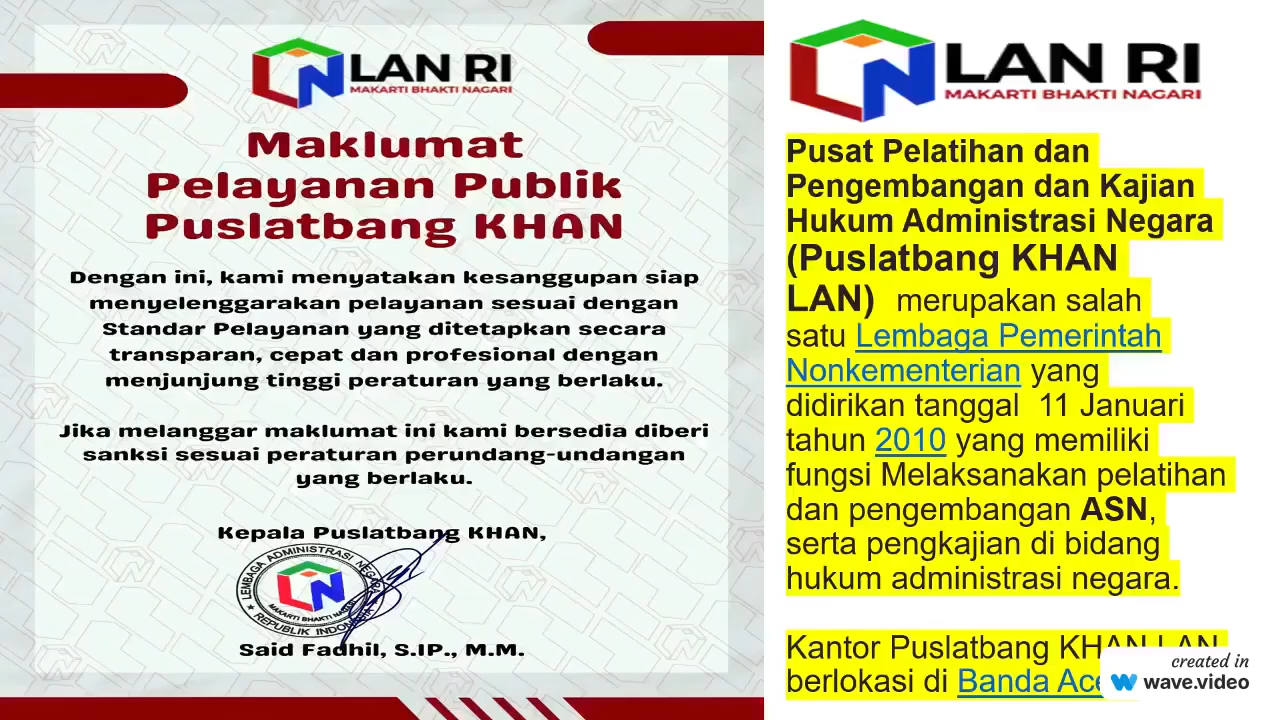 LAN RI
MAKARTI BHAKTI NAGARI
Maklumat
Pelayanan Publik
Puslatbang KHAN
Dengan ini, kami menyatakan kesanggupan siap
menyelenggarakan pelayanan sesuai dengan
Standar Pelayanan yang ditetapkan secara
transparan, cepat dan profesional dengan
menjunjung tinggi peraturan yang berlaku.
Jika melanggar maklumat ini kami bersedia diberi
sanksi sesuai peraturan perundang-undangan
yang berlaku.
Kepala Puslatbang KHAN,
LEMBAGA ADMINISTRASI NEGARA
MAKARTI BHAKTI NAGARI
REPUBLIK INDONESIA
Said Fadhil, S.IP., M.M.
MAKARTI BHAKTI NAGARI
LAN RI
MAKARTI BHAKTI NAGARI
Pusat Pelatihan dan
Pengembangan dan Kajian
Hukum Administrasi Negara
(Puslatbang KHAN
LAN) merupakan salah
satu Lembaga Pemerintah
Nonkementerian yang
didirikan tanggal 11 Januari
tahun 2010 yang memiliki
fungsi Melaksanakan pelatihan
dan pengembangan ASN,
serta pengkajian di bidang
hukum administrasi negara.
Kantor Puslatbang KHAN LAN
berlokasi di Banda
created in
wave.video